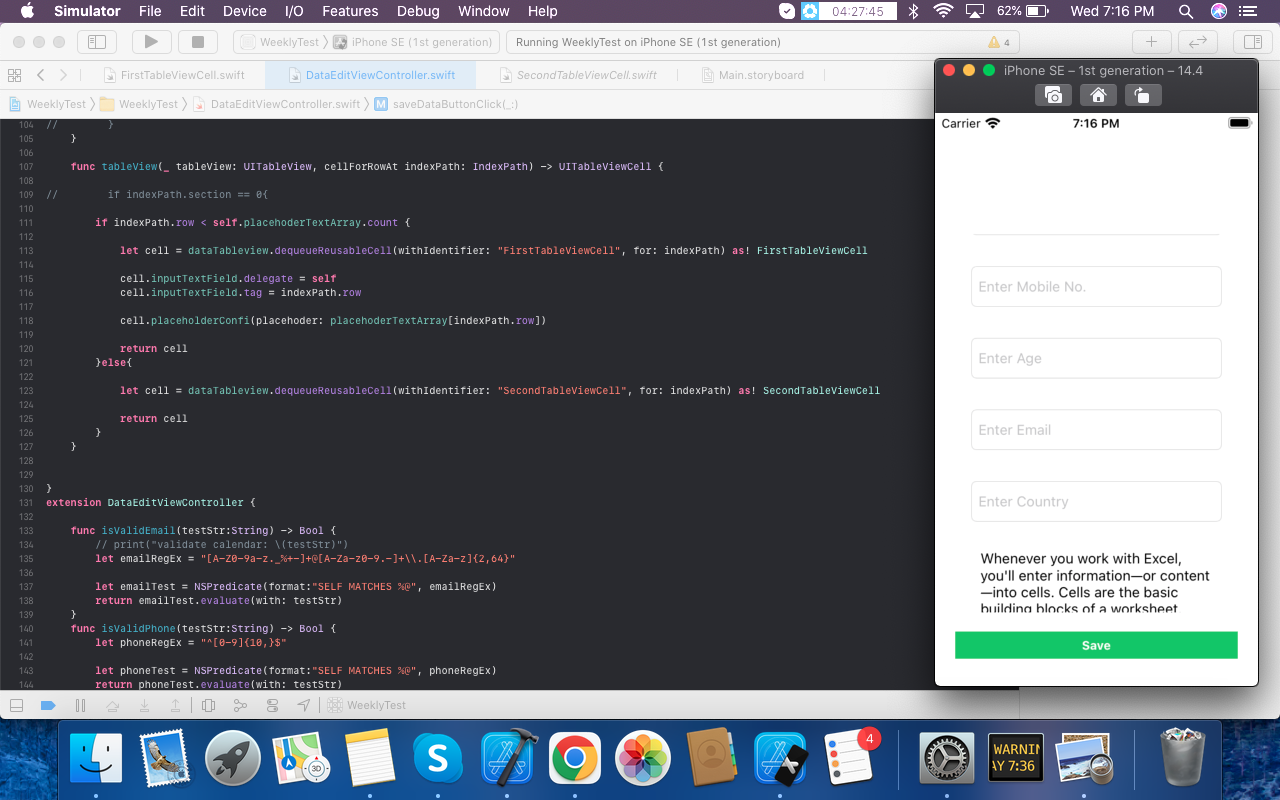 Simulator File Edit Device I/O Features Debug Window Help 04:27:45 62% Wed 7:16 PM
WeeklyTest 〉 iPhone SE (1st generation) Running WeeklyTest on iPhone SE (1st generation) 4
FirstTableViewCell.swift DataEditViewController.swift SecondTableViewCell.swift Main.storyboard
WeeklyTest 〉 WeeklyTest 〉 DataEditViewController.swift 〉 M saveDataButtonClick(_:)
104 // }
105 }
106
107 func tableView(_ tableView: UITableView, cellForRowAt indexPath: IndexPath) -> UITableViewCell {
108
109 // if indexPath.section == 0{
110
111 if indexPath.row < self.placehoderTextArray.count {
112
113 let cell = dataTableview.dequeueReusableCell(withIdentifier: "FirstTableViewCell", for: indexPath) as! FirstTableViewCell
114
115 cell.inputTextField.delegate = self
116 cell.inputTextField.tag = indexPath.row
117
118 cell.placeholderConfi(placehoder: placehoderTextArray[indexPath.row])
119
120 return cell
121 }else{
122
123 let cell = dataTableview.dequeueReusableCell(withIdentifier: "SecondTableViewCell", for: indexPath) as! SecondTableViewCell
124
125 return cell
126 }
127 }
128
129
130 }
131 extension DataEditViewController {
132
133 func isValidEmail(testStr:String) -> Bool {
134 // print("validate calendar: \(testStr)")
135 let emailRegEx = "[A-Z0-9a-z._%+-]+@[A-Za-z0-9.-]+\\.[A-Za-z]{2,64}"
136
137 let emailTest = NSPredicate(format:"SELF MATCHES %@", emailRegEx)
138 return emailTest.evaluate(with: testStr)
139 }
140 func isValidPhone(testStr:String) -> Bool {
141 let phoneRegEx = "^[0-9]{10,}$"
142
143 let phoneTest = NSPredicate(format:"SELF MATCHES %@", phoneRegEx)
144 return phoneTest.evaluate(with: testStr)
WeeklyTest
iPhone SE – 1st generation – 14.4
Carrier 7:16 PM
Enter Mobile No.
Enter Age
Enter Email
Enter Country
Whenever you work with Excel,
you'll enter information—or content
—into cells. Cells are the basic
building blocks of a worksheet
Save
3D
S
4
WARNIN
AY 7:36